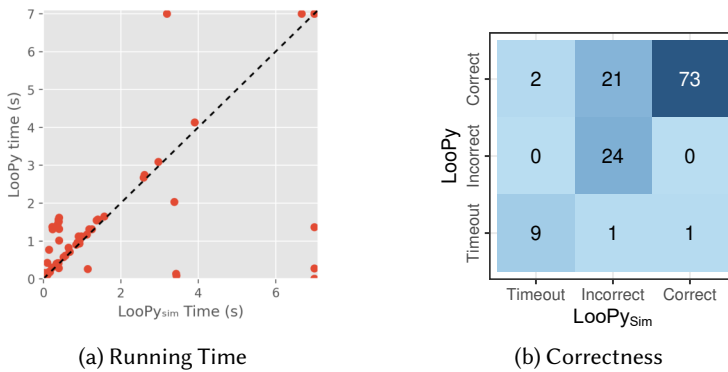 7
6
5
4
3
2
1
0
LooPy time (s)
0 2 4 6
LooPysim Time (s)
(a) Running Time
LooPy
Correct
Incorrect
Timeout
2 21 73
0 24 0
9 1 1
Timeout Incorrect Correct
LooPySim
(b) Correctness